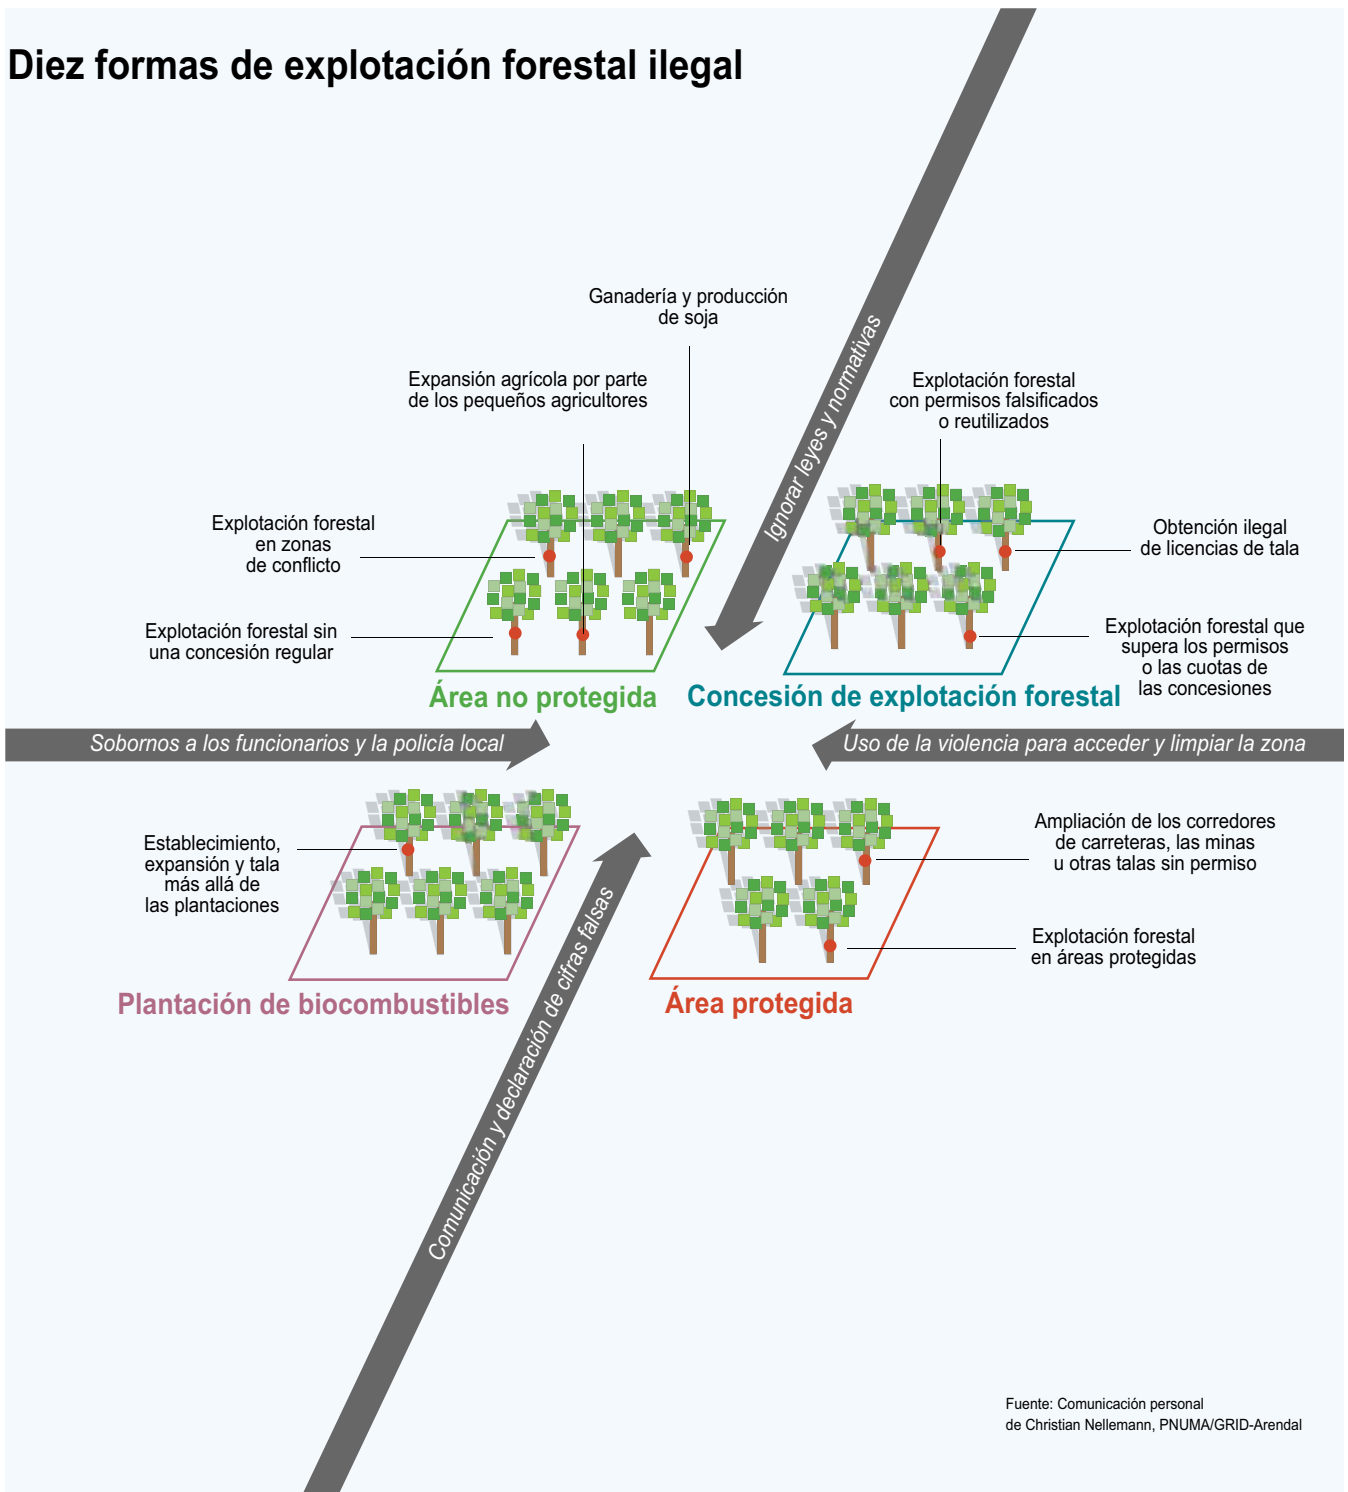 Diez formas de explotación forestal ilegal
Ignorar leyes y normativas
Ganadería y producción
de soja
Expansión agrícola por parte
de los pequeños agricultores
Explotación forestal
en zonas
de conflicto
Explotación forestal sin
una concesión regular
Área no protegida
Explotación forestal
con permisos falsificados
o reutilizados
Obtención ilegal
de licencias de tala
Explotación forestal que
supera los permisos
o las cuotas de
las concesiones
Concesión de explotación forestal
Sobornos a los funcionarios y la policía local
Uso de la violencia para acceder y limpiar la zona
Establecimiento,
expansión y tala
más allá de
las plantaciones
Plantación de biocombustibles
Comunicación y declaración de cifras falsas
Ampliación de los corredores
de carreteras, las minas
u otras talas sin permiso
Explotación forestal
en áreas protegidas
Área protegida
Fuente: Comunicación personal
de Christian Nellemann, PNUMA/GRID-Arendal